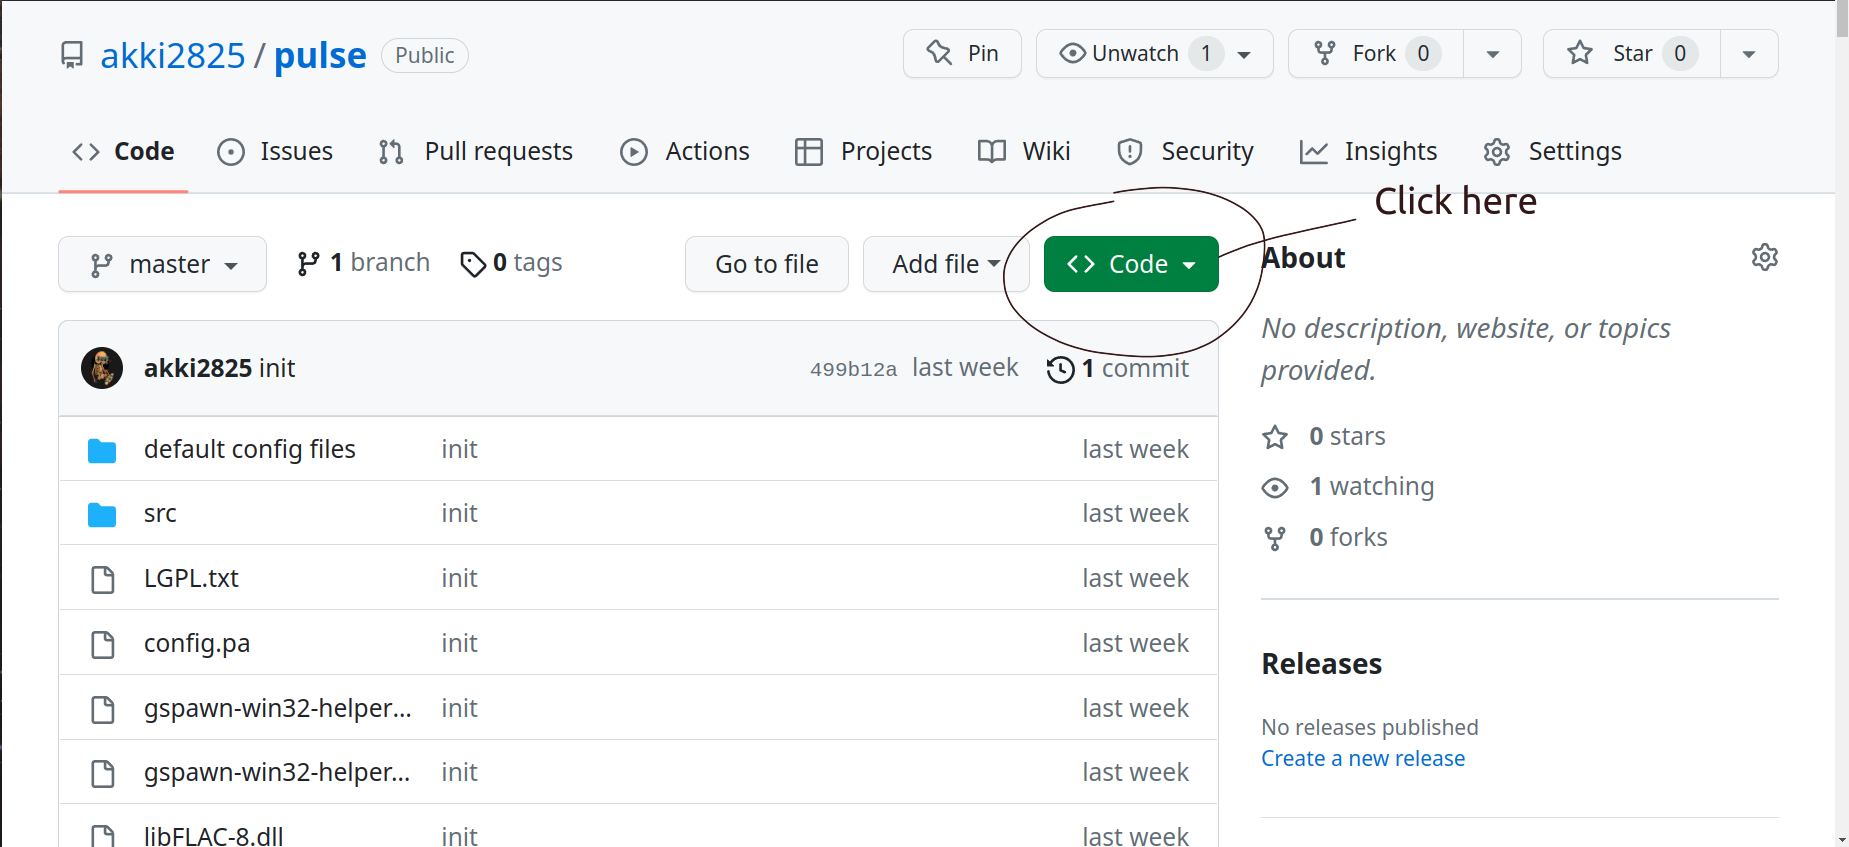 akki2825 / pulse Public Pin Unwatch 1 Fork 0 Star 0
Code Issues Pull requests Actions Projects Wiki Security Insights Settings
Click here
master 1 branch 0 tags Go to file Add file Code
About
No description, website, or topics
provided.
0 stars
1 watching
0 forks
Releases
No releases published
Create a new release
akki2825 init 499b12a last week 1 commit
default config files init last week
src init last week
LGPL.txt init last week
config.pa init last week
gspawn-win32-helper... init last week
gspawn-win32-helper... init last week
libFLAC-8.dll init last week